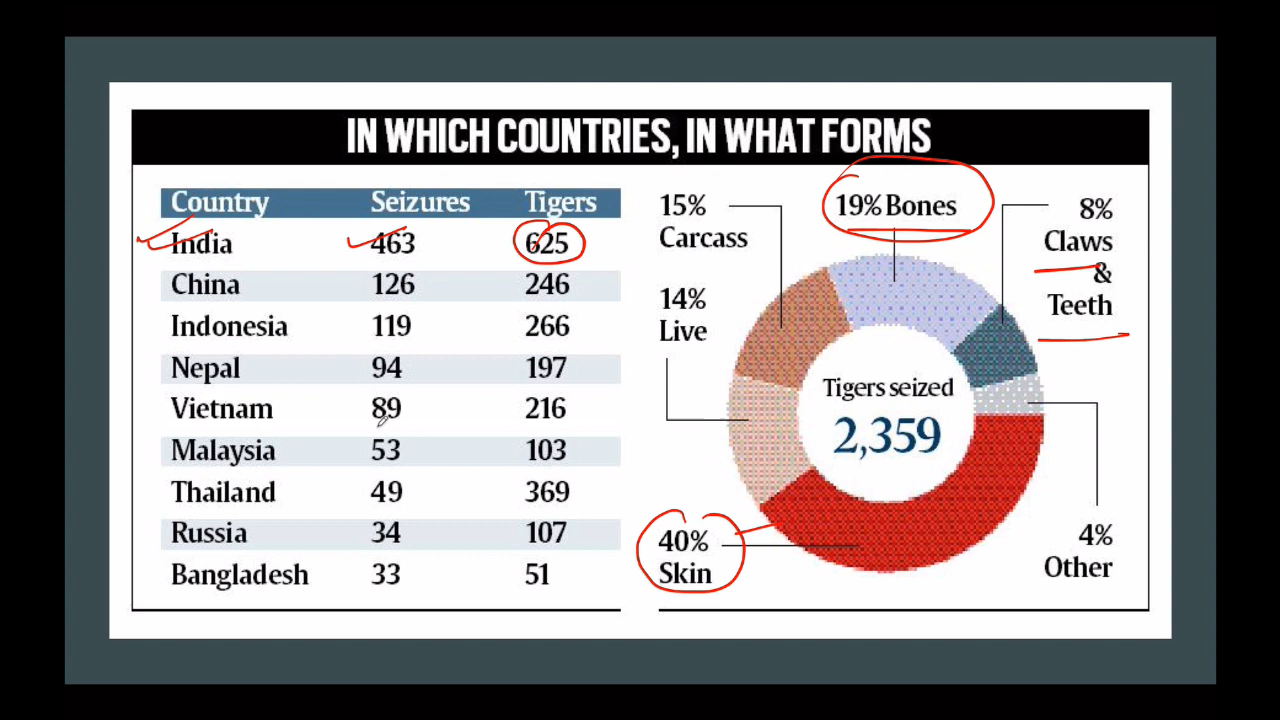 IN WHICH COUNTRIES, IN WHAT FORMS
Country Seizures Tigers
India 463 625
China 126 246
Indonesia 119 266
Nepal 94 197
Vietnam 89 216
Malaysia 53 103
Thailand 49 369
Russia 34 107
Bangladesh 33 51
15%
Carcass
19% Bones
8%
Claws
&
Teeth
14%
Live
Tigers seized
2,359
40%
Skin
4%
Other